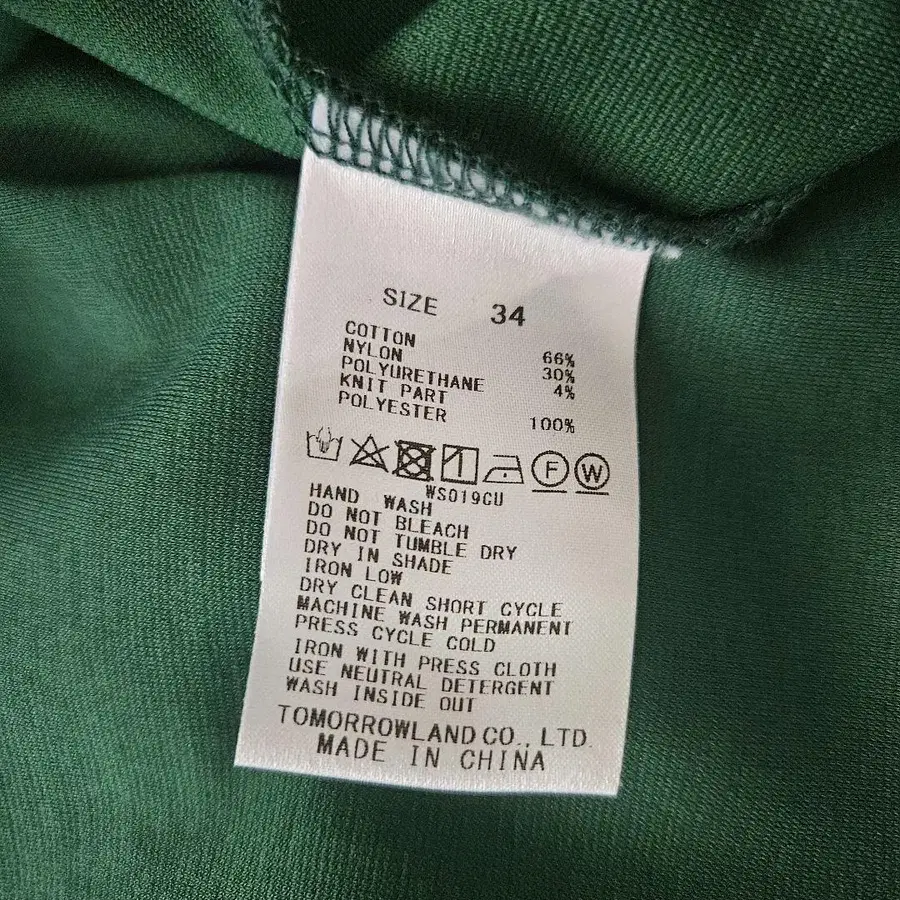 SIZE 34
COTTON 66%
NYLON 30%
POLYURETHANE 4%
KNIT PART
POLYESTER 100%
F W
WS019CU
HAND WASH
DO NOT BLEACH
DO NOT TUMBLE DRY
DRY IN SHADE
IRON LOW
DRY CLEAN SHORT CYCLE
MACHINE WASH PERMANENT
PRESS CYCLE COLD
IRON WITH PRESS CLOTH
USE NEUTRAL DETERGENT
WASH INSIDE OUT
TOMORROWLAND CO., LTD.
MADE IN CHINA